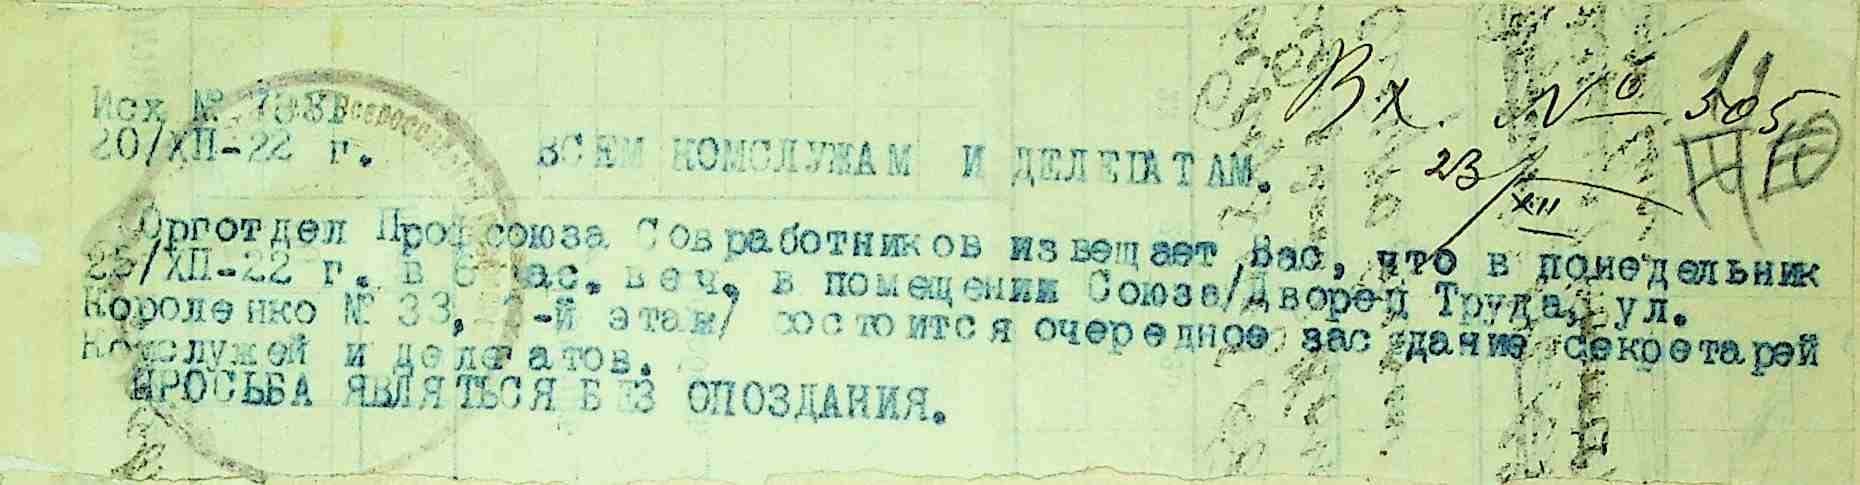 Вх. № 505
23/XII
Исх №
20/XII-22 г.
ВСЕМ КОМСЛУЖАМ И ДЕЛЕГАТАМ.
Орготдел Профсоюза Совработников извещает Вас, что в понедельник
25/XII-22 г. в 6 час. веч. в помещении Союза/Дворец Труда, ул.
Короленко № 33, -й этаж/ состоится очередное заседание секретарей
Комслужей и делегатов.
ПРОСЬБА ЯВЛЯТЬСЯ БЕЗ ОПОЗДАНИЯ.